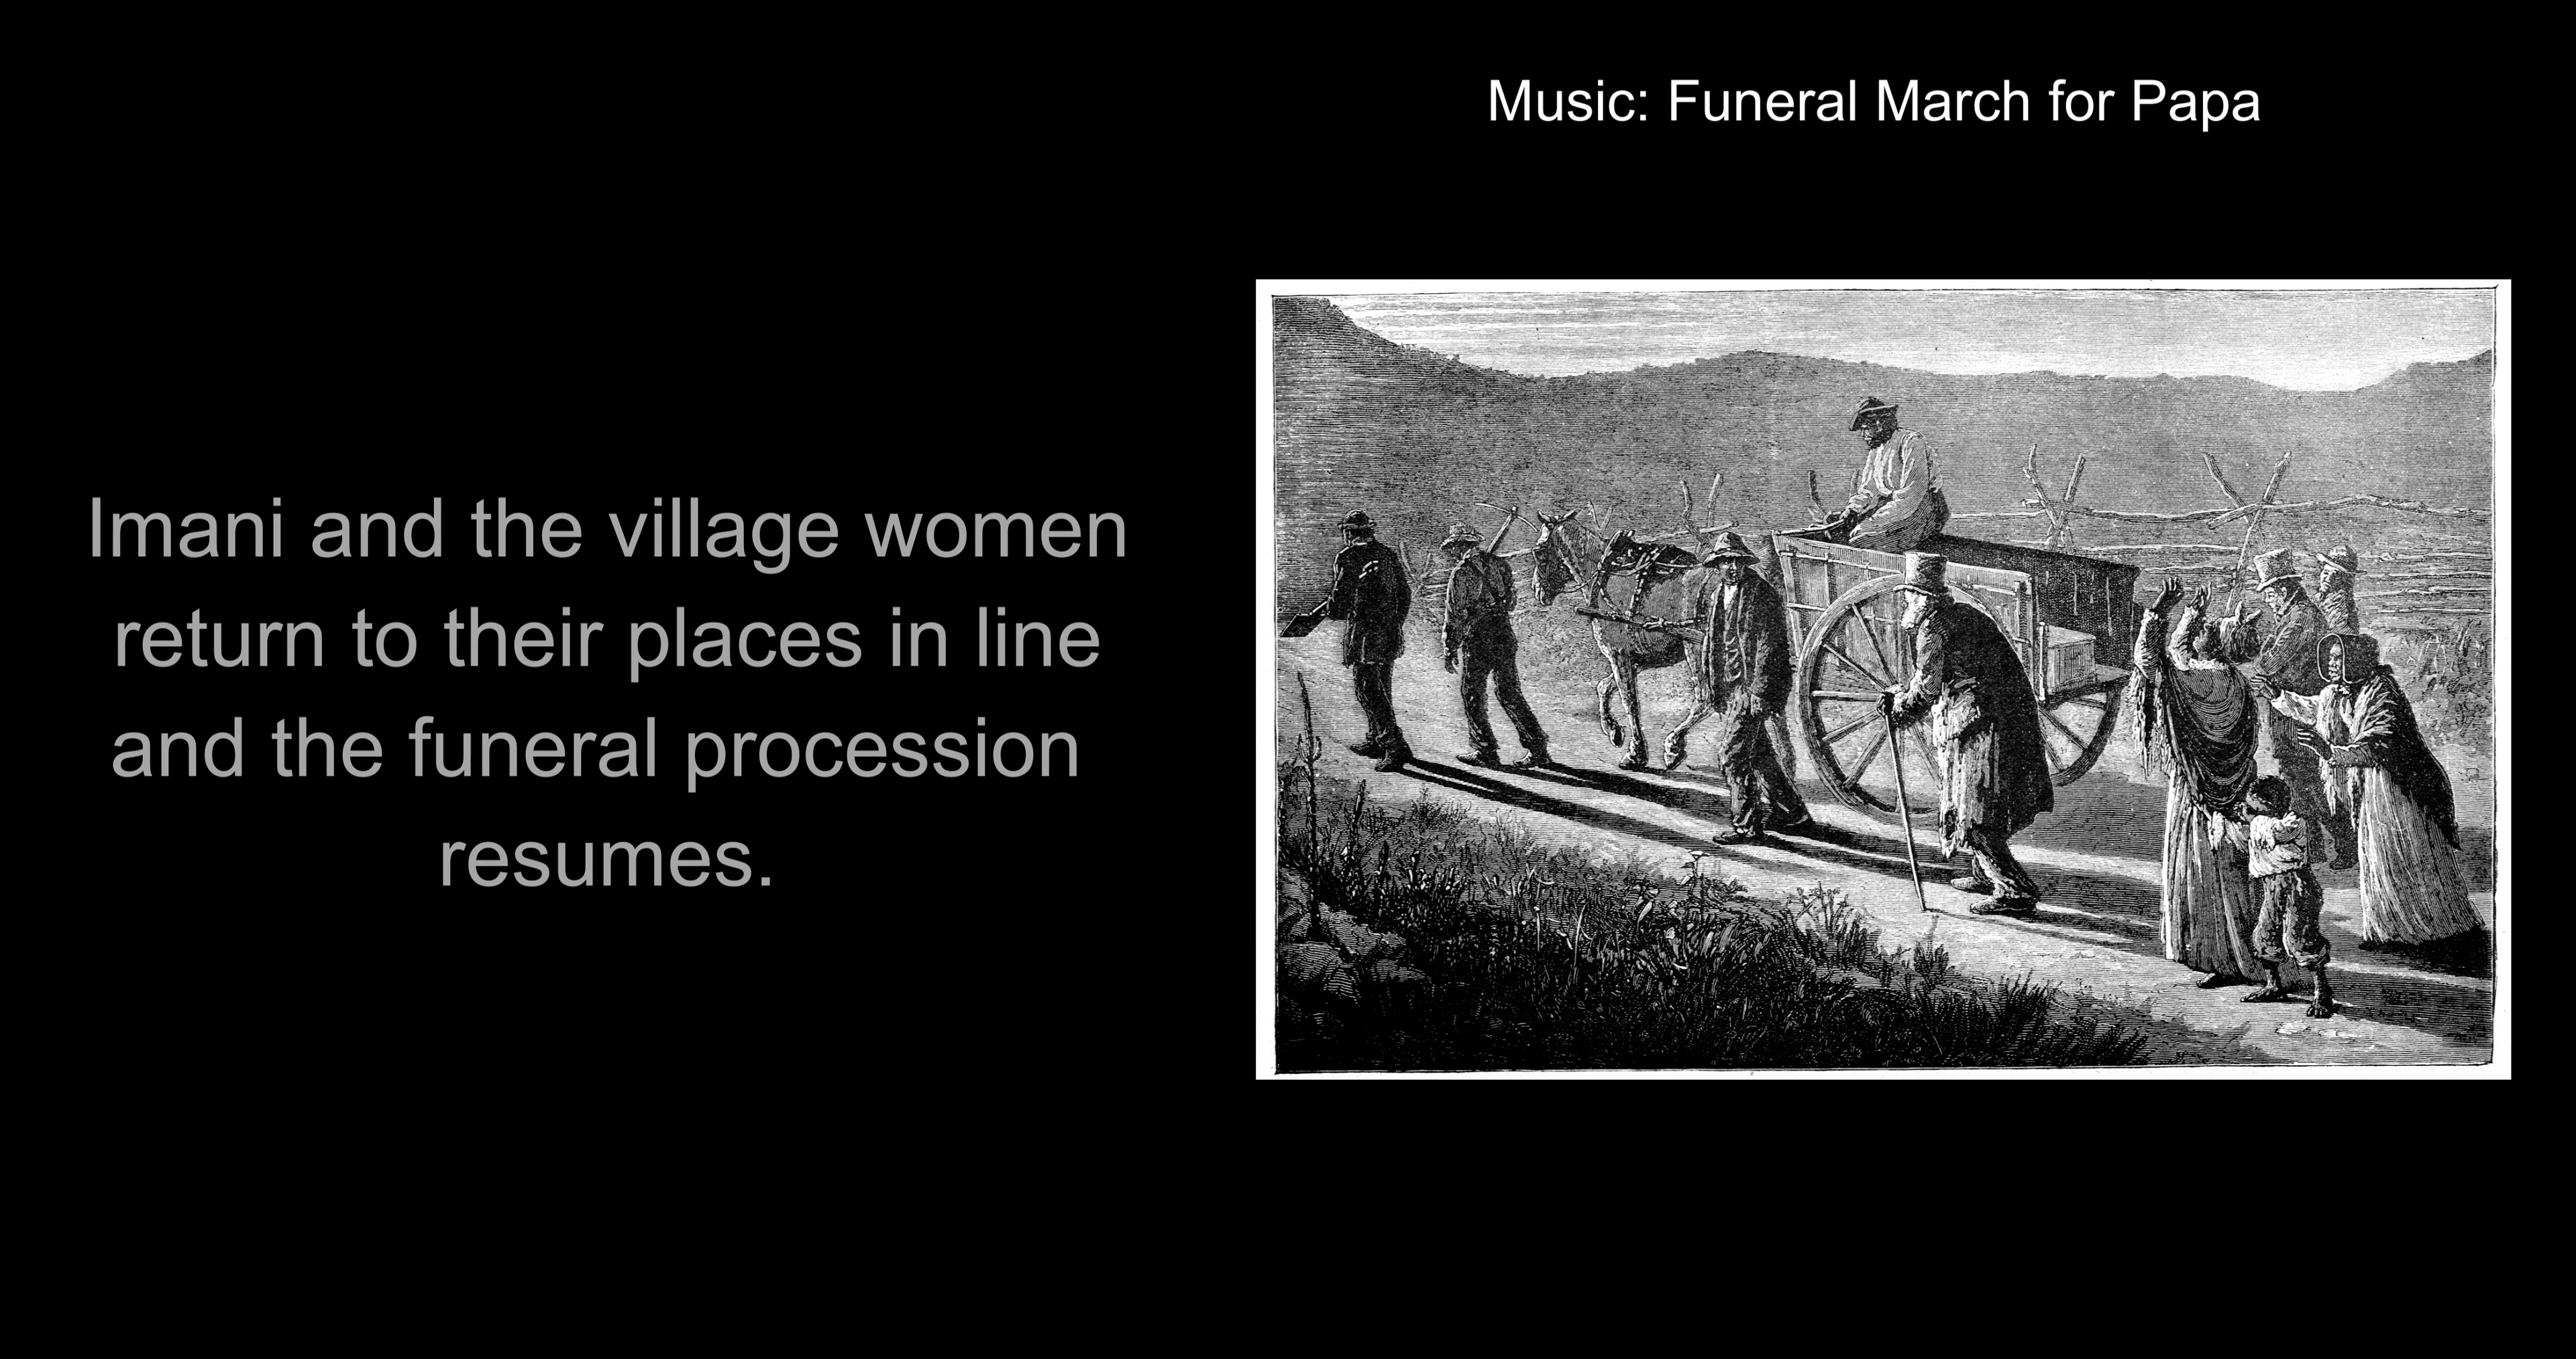 Music: Funeral March for Papa
Imani and the village women
return to their places in line
and the funeral procession
resumes.